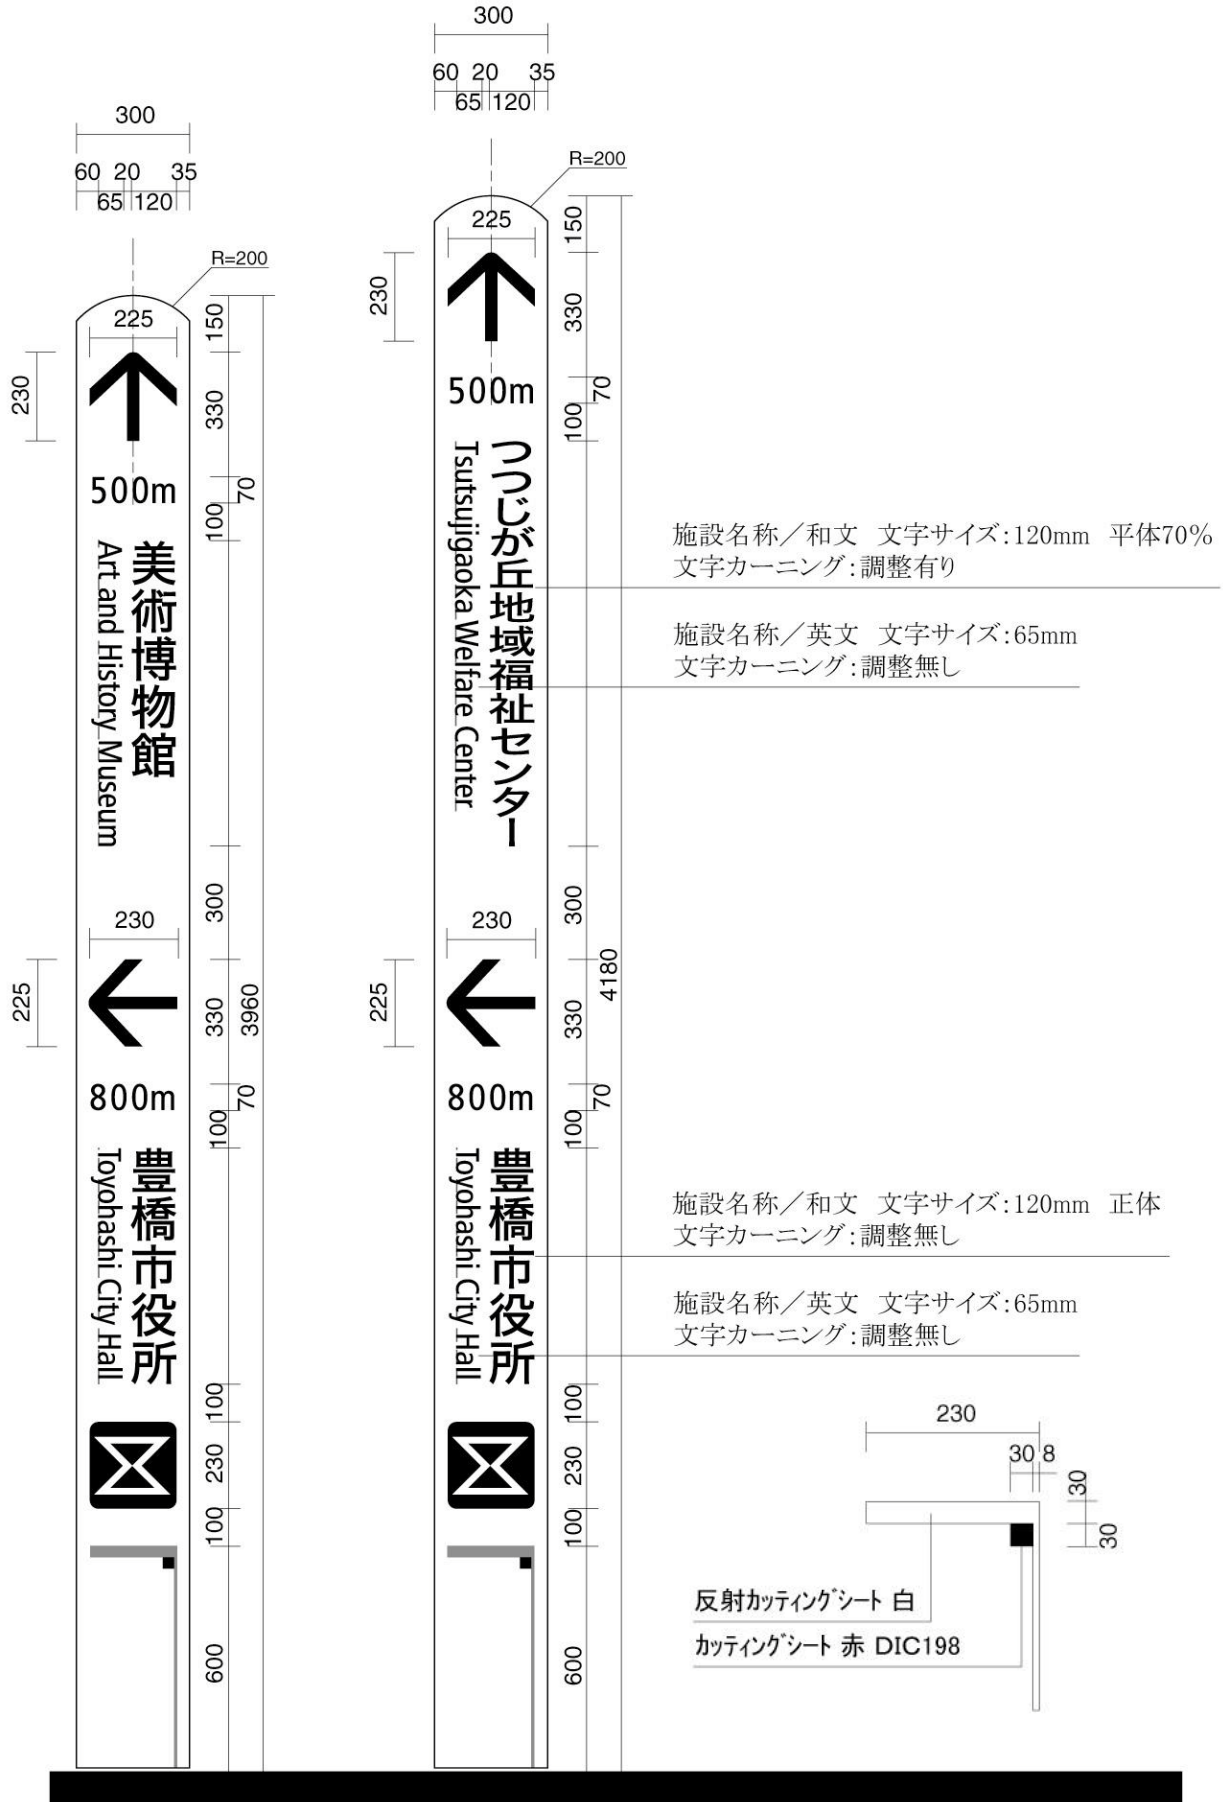 300
60 20 35
65 120
R=200
225
150
230
330
500m
70
100
美術博物館
Art and History Museum
300
230
225
330
3960
800m
70
100
豊橋市役所
Toyohashi City Hall
100
230
100
600
300
60 20 35
65 120
R=200
225
150
230
330
500m
70
100
つつじが丘地域福祉センター
Tsutsujigaoka Welfare Center
300
230
225
330
4180
800m
70
100
豊橋市役所
Toyohashi City Hall
100
230
100
600
施設名称/和文 文字サイズ:120mm 平体70%
文字カーニング:調整有り
施設名称/英文 文字サイズ:65mm
文字カーニング:調整無し
施設名称/和文 文字サイズ:120mm 正体
文字カーニング:調整無し
施設名称/英文 文字サイズ:65mm
文字カーニング:調整無し
230
30 8
30
30
反射カッティングシート 白
カッティングシート 赤 DIC198